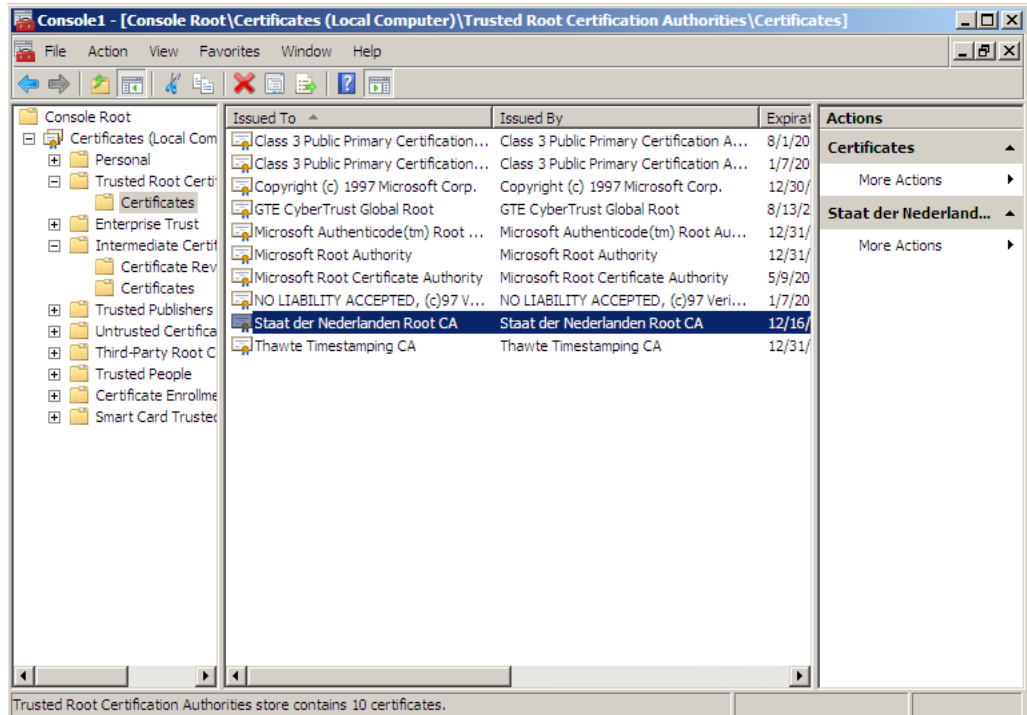 Console1 - [Console Root\Certificates (Local Computer)\Trusted Root Certification Authorities\Certificates]
File Action View Favorites Window Help
Console Root
Certificates (Local Com
Personal
Trusted Root Certi
Certificates
Enterprise Trust
Intermediate Certif
Certificate Rev
Certificates
Trusted Publishers
Untrusted Certifica
Third-Party Root C
Trusted People
Certificate Enrollme
Smart Card Trusted
Issued To Issued By Expirat
Class 3 Public Primary Certification... Class 3 Public Primary Certification A... 8/1/20
Class 3 Public Primary Certification... Class 3 Public Primary Certification A... 1/7/20
Copyright (c) 1997 Microsoft Corp. Copyright (c) 1997 Microsoft Corp. 12/30/
GTE CyberTrust Global Root GTE CyberTrust Global Root 8/13/2
Microsoft Authenticode(tm) Root ... Microsoft Authenticode(tm) Root Au... 12/31/
Microsoft Root Authority Microsoft Root Authority 12/31/
Microsoft Root Certificate Authority Microsoft Root Certificate Authority 5/9/20
NO LIABILITY ACCEPTED, (c)97 V... NO LIABILITY ACCEPTED, (c)97 Veri... 1/7/20
Staat der Nederlanden Root CA Staat der Nederlanden Root CA 12/16/
Thawte Timestamping CA Thawte Timestamping CA 12/31/
Actions
Certificates
More Actions
Staat der Nederland...
More Actions
Trusted Root Certification Authorities store contains 10 certificates.